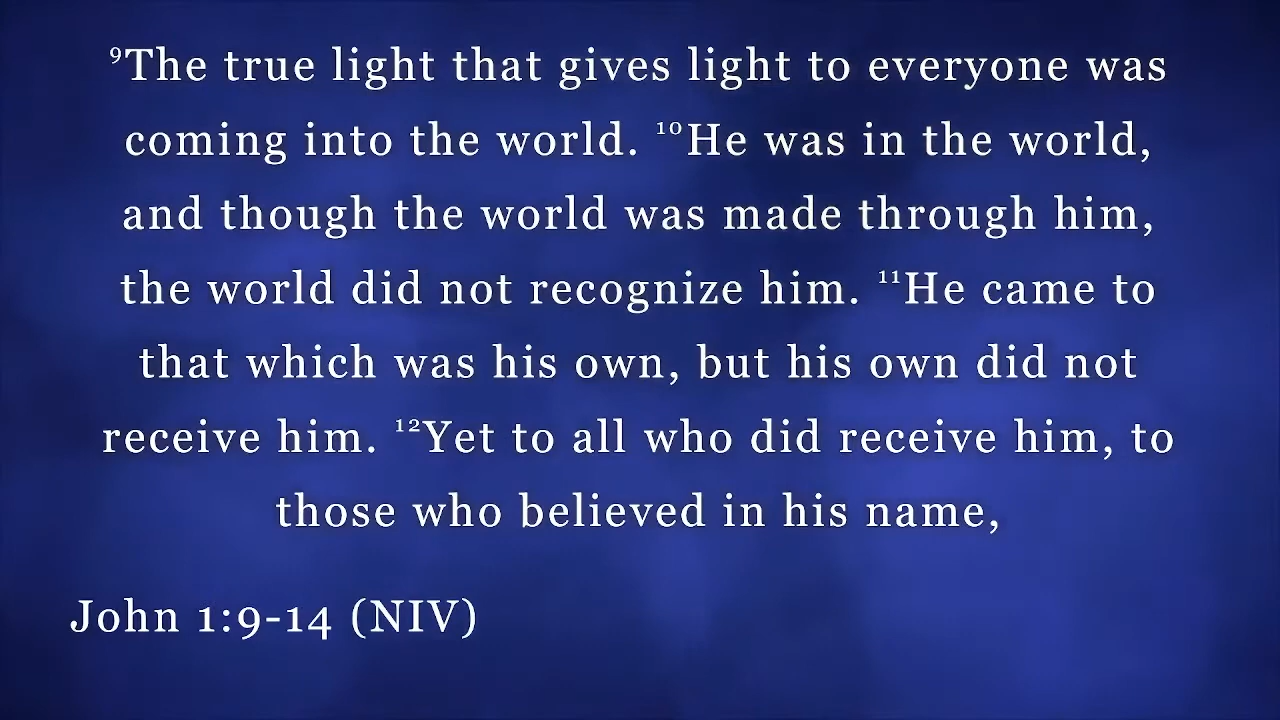 ⁹The true light that gives light to everyone was
coming into the world. ¹⁰He was in the world,
and though the world was made through him,
the world did not recognize him. ¹¹He came to
that which was his own, but his own did not
receive him. ¹²Yet to all who did receive him, to
those who believed in his name,
John 1:9-14 (NIV)